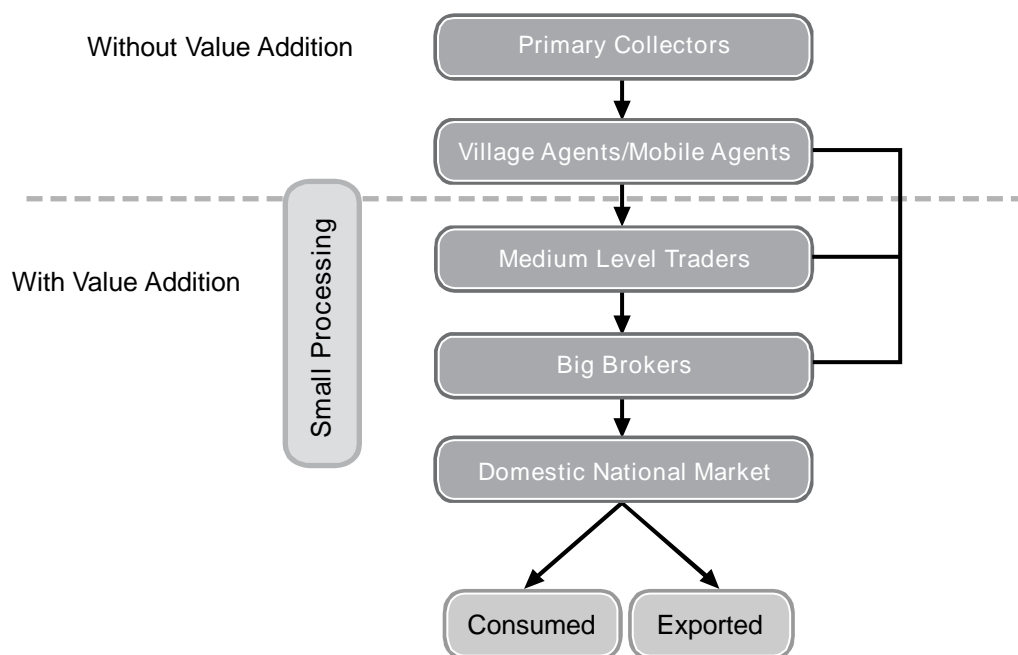 Without Value Addition
Primary Collectors
Village Agents/Mobile Agents
With Value Addition
Small Processing
Medium Level Traders
Big Brokers
Domestic National Market
Consumed
Exported